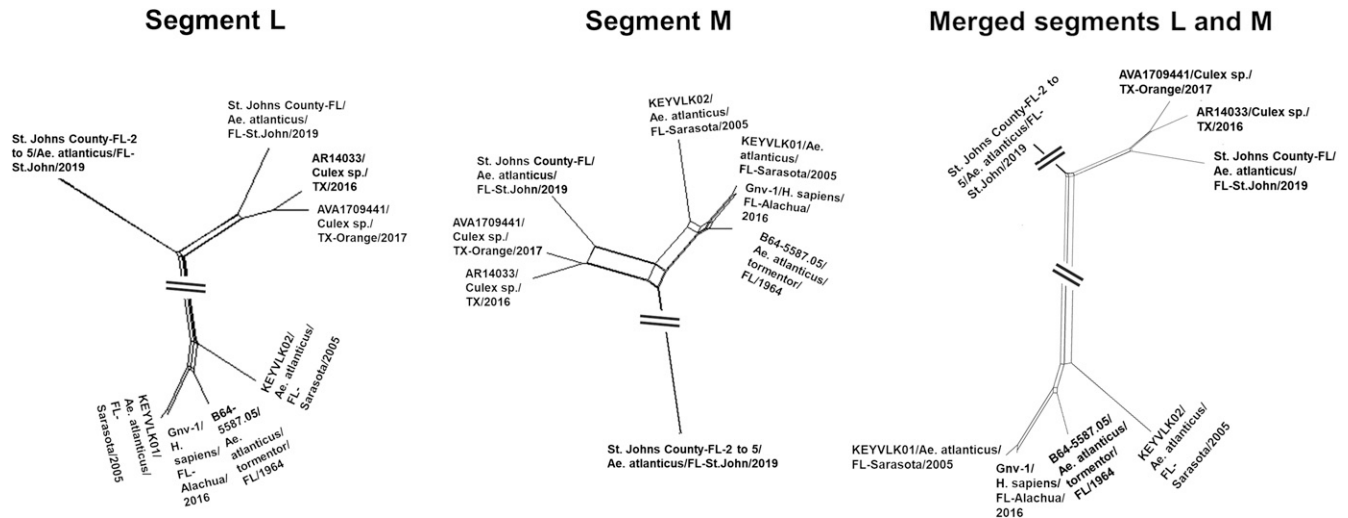 Segment L
St. Johns County-FL-2
to 5/Ae. atlanticus/FL-
St.John/2019
St. Johns County-FL/
Ae. atlanticus/
FL-St.John/2019
AR14033/
Culex sp./
TX/2016
AVA1709441/
Culex sp./
TX-Orange/2017
KEYVLK02/
Ae. atlanticus/
FL-
Sarasota/2005
KEYVLK01/
Ae. atlanticus/
FL-
Sarasota/2005
Gnv-1/
H.
sapiens/
FL-
Alachua/
2016
B64-
5587.05/
Ae.
atlanticus/
tormentor/
FL/1964
Segment M
KEYVLK02/
Ae. atlanticus/
FL-Sarasota/2005
KEYVLK01/Ae.
atlanticus/
FL-Sarasota/2005
Gnv-1/H. sapiens/
FL-Alachua/
2016
B64-5587.05/
Ae. atlanticus/
tormentor/
FL/1964
St. Johns County-FL/
Ae. atlanticus/
FL-St.John/2019
AVA1709441/
Culex sp./
TX-Orange/2017
AR14033/
Culex sp./
TX/2016
St. Johns County-FL-2 to 5/
Ae. atlanticus/FL-St.John/2019
Merged segments L and M
St. Johns County-FL-2 to
5/Ae. atlanticus/FL-
St.John/2019
AVA1709441/Culex sp./
TX-Orange/2017
AR14033/Culex sp./
TX/2016
St. Johns County-FL/
Ae. atlanticus/
FL-St.John/2019
KEYVLK01/Ae. atlanticus/
FL-Sarasota/2005
Gnv-1/
H. sapiens/
FL-Alachua/
2016
B64-5587.05/
Ae. atlanticus/
tormentor/
FL/1964
KEYVLK02/
Ae. atlanticus/
FL-
Sarasota/2005